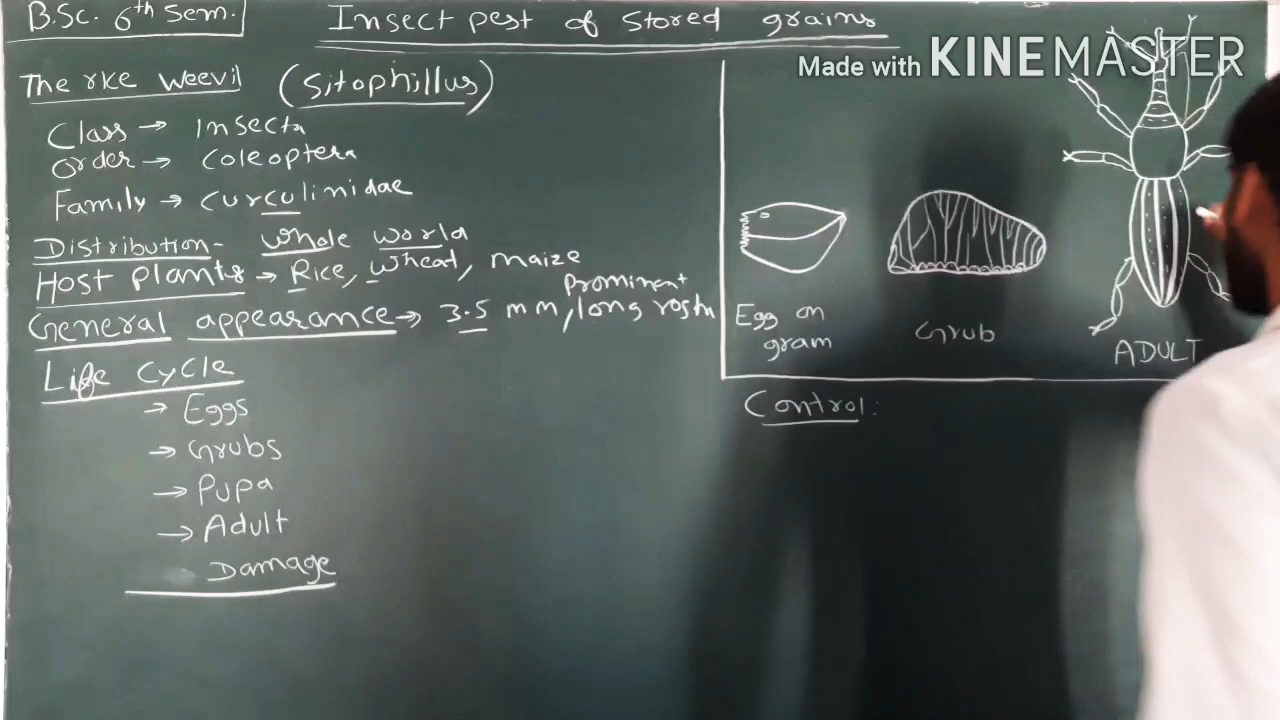 B.Sc. 6th Sem.
Insect pest of stored grains
Made with KINEMASTER
The rice weevil (Sitophillus)
Class → Insecta
Order → Coleoptera
Family → Curculinidae
Distribution - Whole world
Host plants → Rice, Wheat, maize
General appearance → 3.5 mm, prominent long rostr
Life Cycle
→ Eggs
→ Grubs
→ Pupa
→ Adult
Damage
Egg on gram
Grub
ADULT
Control: